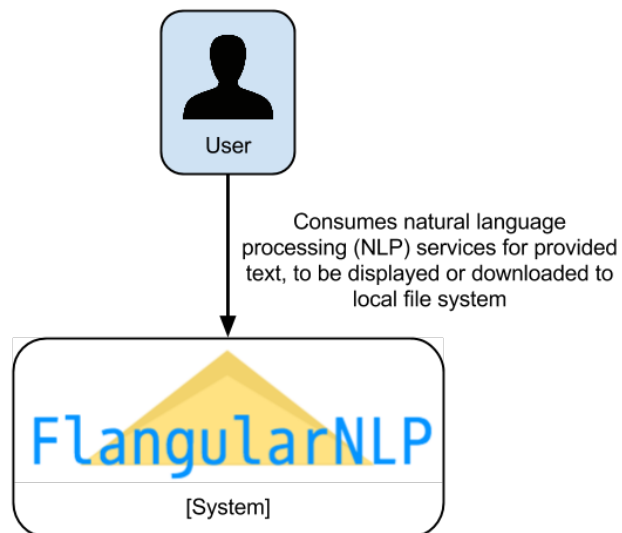 User
Consumes natural language
processing (NLP) services for provided
text, to be displayed or downloaded to
local file system
FlangularNLP
[System]